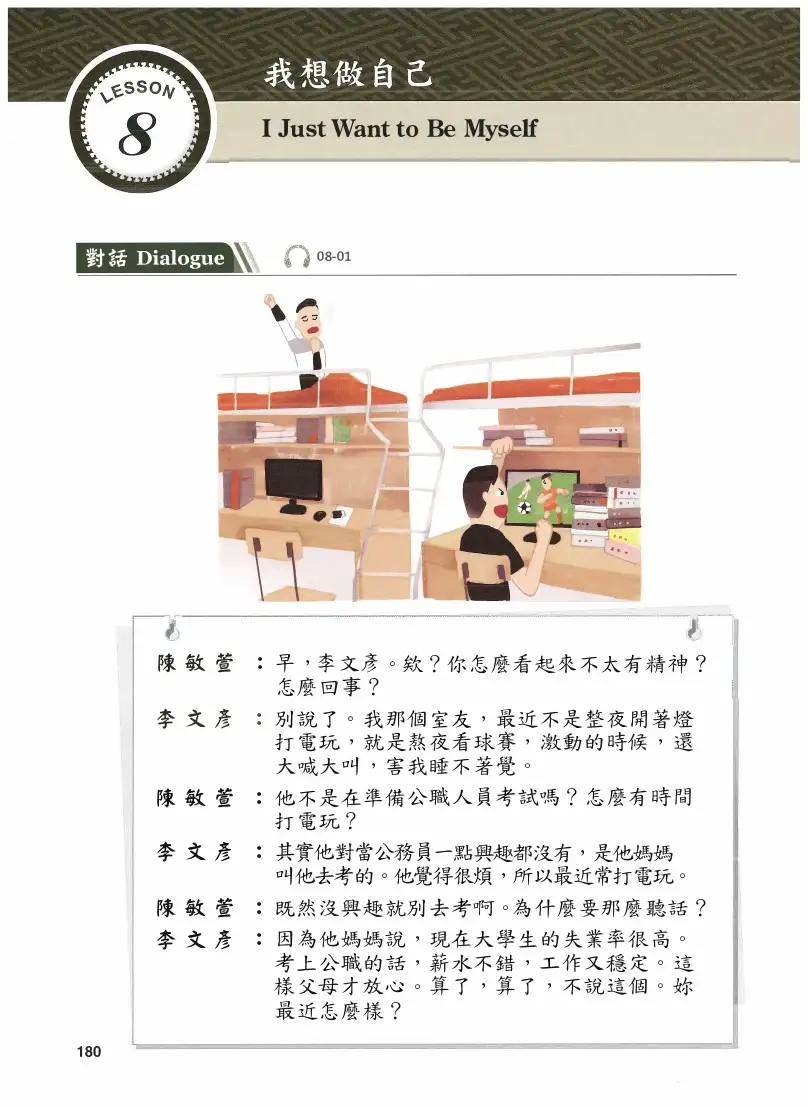 LESSON
8
我想做自己
I Just Want to Be Myself
對話 Dialogue
08-01
陳敏萱：早，李文彥。欸？你怎麼看起來不太有精神？
怎麼回事？
李文彥：別說了。我那個室友，最近不是整夜開著燈
打電玩，就是熬夜看球賽，激動的時候，還
大喊大叫，害我睡不著覺。
陳敏萱：他不是在準備公職人員考試嗎？怎麼有時間
打電玩？
李文彥：其實他對當公務員一點興趣都沒有，是他媽媽
叫他去考的。他覺得很煩，所以最近常打電玩。
陳敏萱：既然沒興趣就別去考啊。為什麼要那麼聽話？
李文彥：因為他媽媽說，現在大學生的失業率很高。
考上公職的話，薪水不錯，工作又穩定。這
樣父母才放心。算了，算了，不說這個。妳
最近怎麼樣？
180